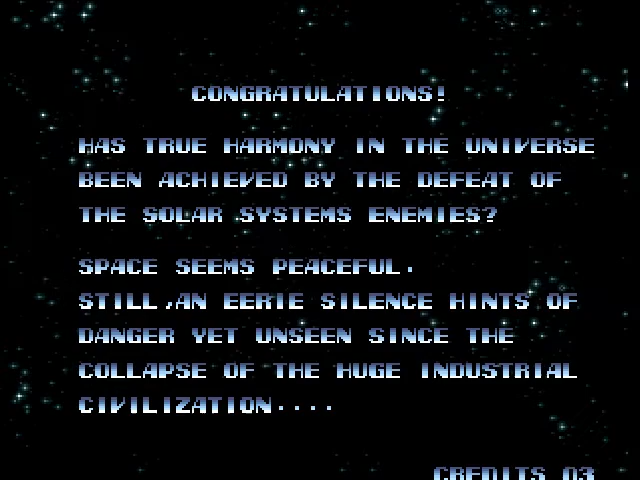 CONGRATULATIONS!
HAS TRUE HARMONY IN THE UNIVERSE
BEEN ACHIEVED BY THE DEFEAT OF
THE SOLAR SYSTEMS ENEMIES?
SPACE SEEMS PEACEFUL.
STILL,AN EERIE SILENCE HINTS OF
DANGER YET UNSEEN SINCE THE
COLLAPSE OF THE HUGE INDUSTRIAL
CIVILIZATION....
CREDITS 03